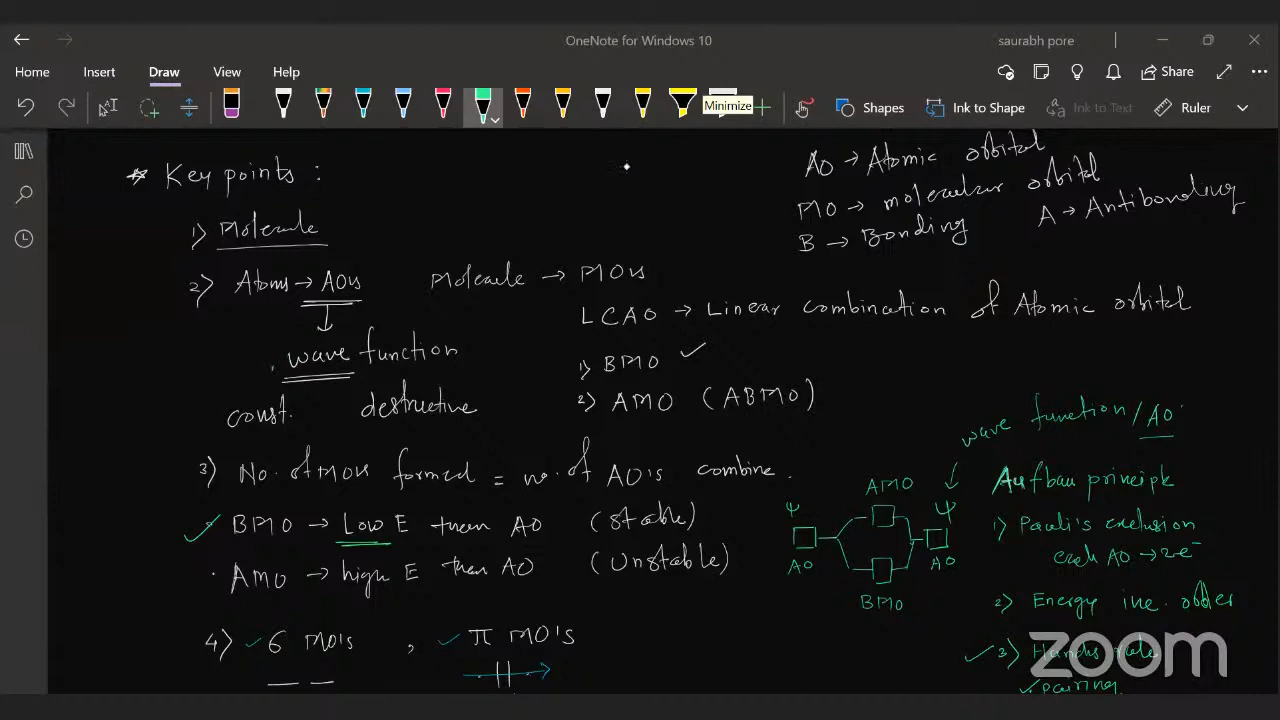 OneNote for Windows 10
saurabh pore
Home Insert Draw View Help
Share
Minimize
Shapes
Ink to Shape
Ink to Text
Ruler
* Key points :
AO → Atomic orbital
MO → molecular orbital
B → Bonding
A → Antibonding
1) Molecule
2) Atoms → AOs Molecule → MOs
LCAO → Linear combination of Atomic orbital
wave function
const. destructive
1) BMO ✓
2) AMO (ABMO)
3) No. of MOs formed = no. of AO's combine.
✓ BMO → Low E then AO (Stable)
· AMO → high E then AO (Unstable)
4) ✓ 6 MO's , ✓ π MO's
wave function / AO
AMO
ψ ψ
AO AO
BMO
Aufbau principle
1) Pauli's exclusion
each AO → 2e⁻
2) Energy inc. order
✓ 3) Hunds rule
✓ pairing
zoom